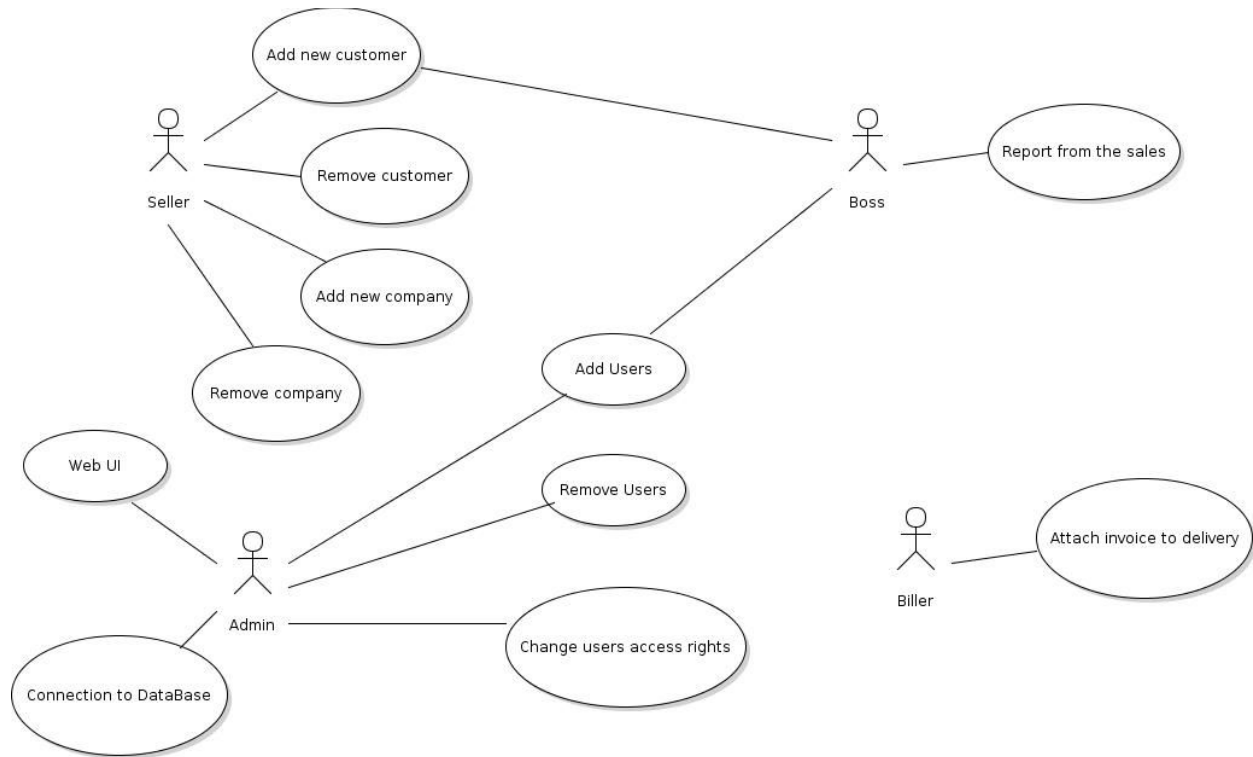 Add new customer
Report from the sales
Remove customer
Seller
Boss
Add new company
Add Users
Remove company
Web UI
Remove Users
Attach invoice to delivery
Biller
Admin
Change users access rights
Connection to DataBase